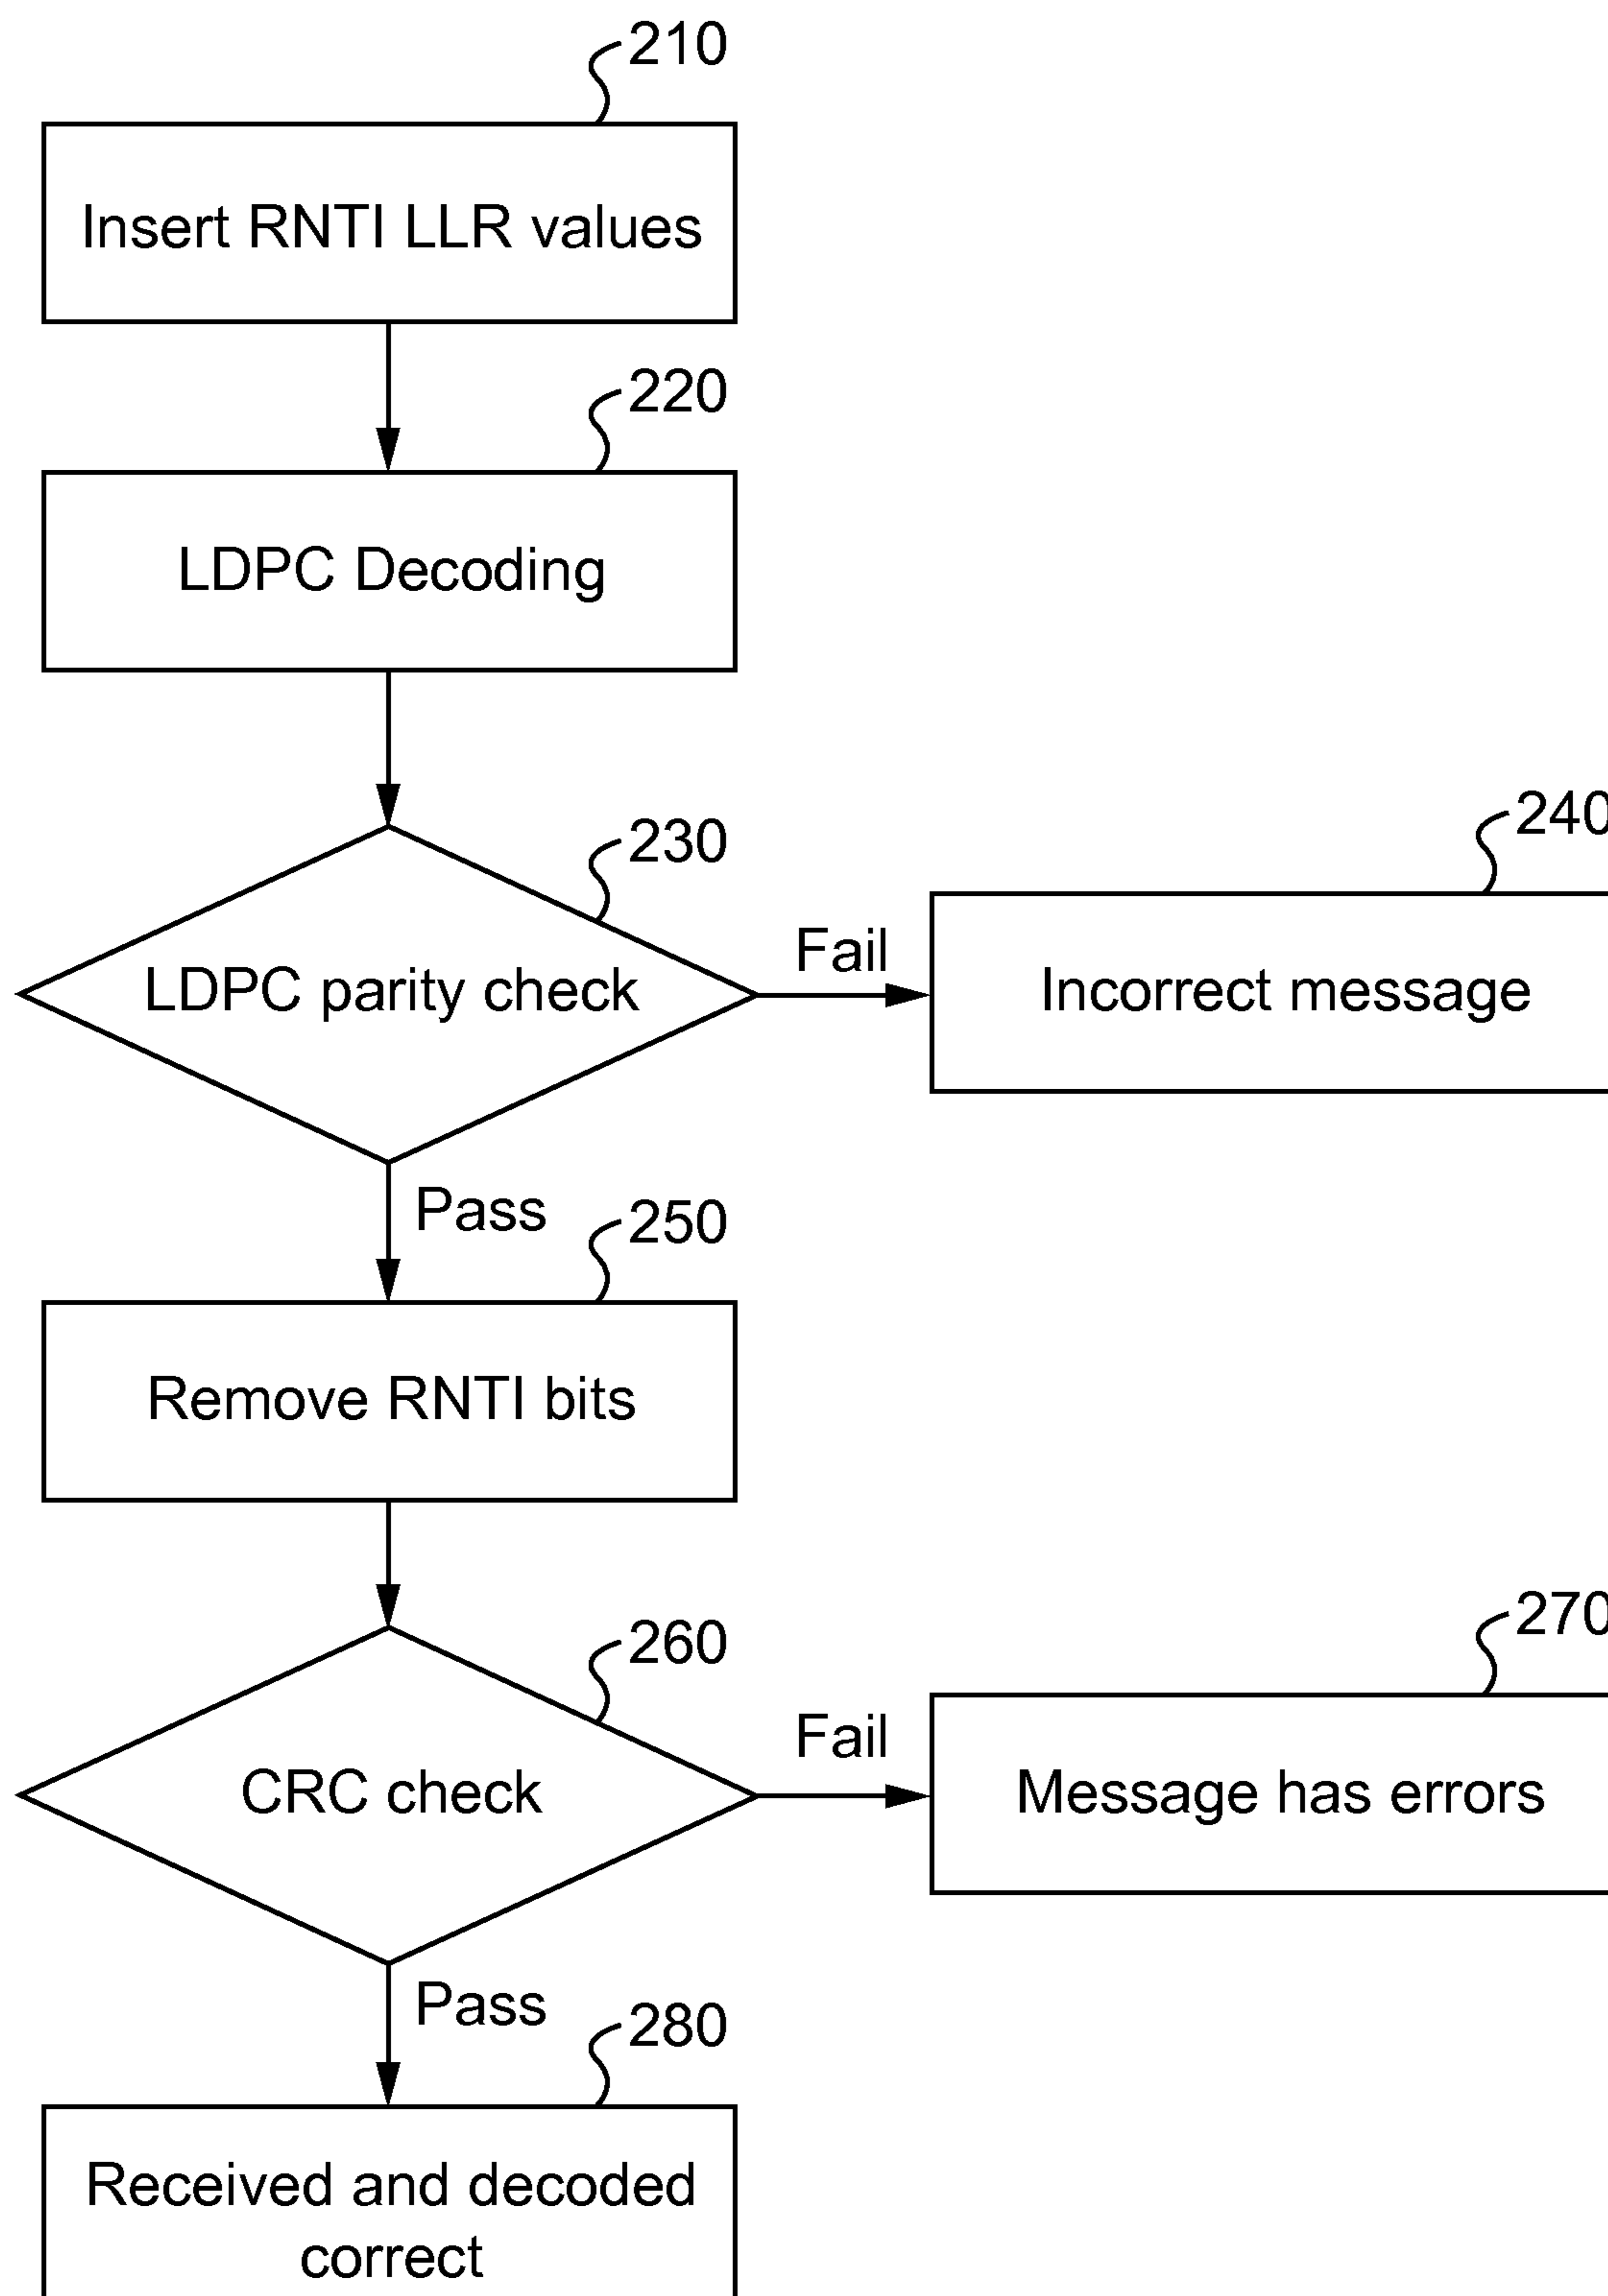 210
Insert RNTI LLR values
220
LDPC Decoding
230
LDPC parity check
Fail
240
Incorrect message
Pass
250
Remove RNTI bits
260
CRC check
Fail
270
Message has errors
Pass
280
Received and decoded
correct